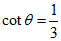 cot θ = 1/3